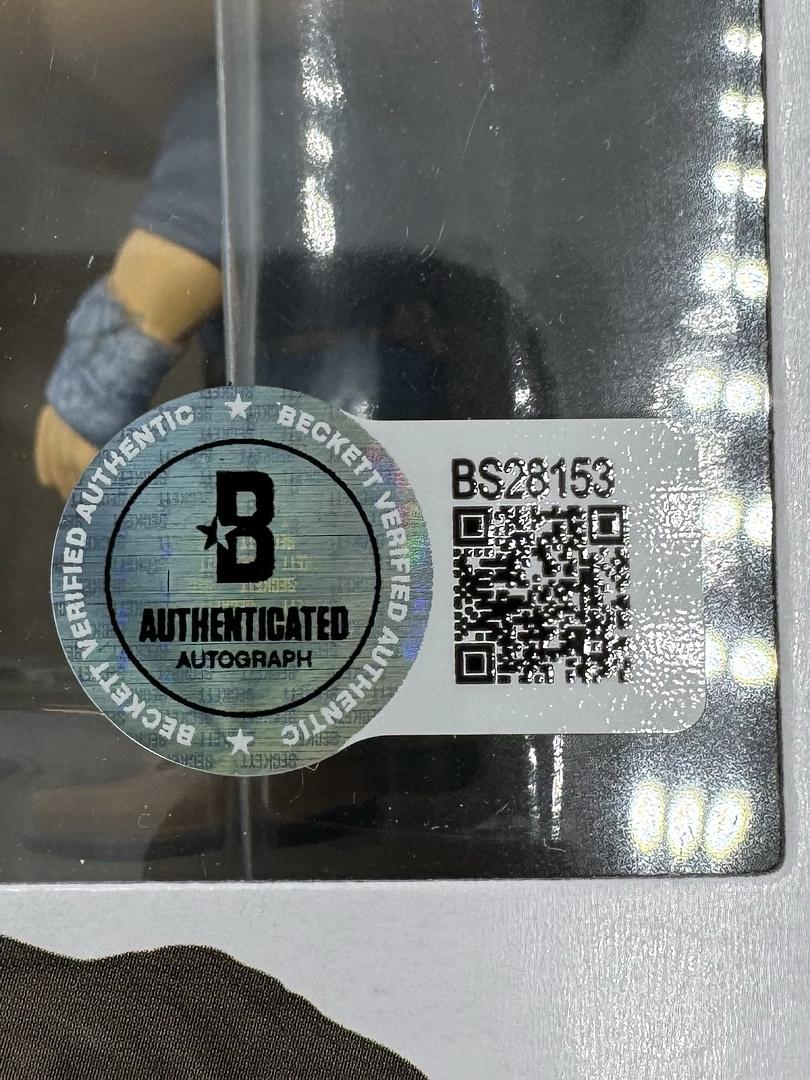 BECKETT VERIFIED AUTHENTIC
BECKETT VERIFIED AUTHENTIC
B
AUTHENTICATED
AUTOGRAPH
BS28153